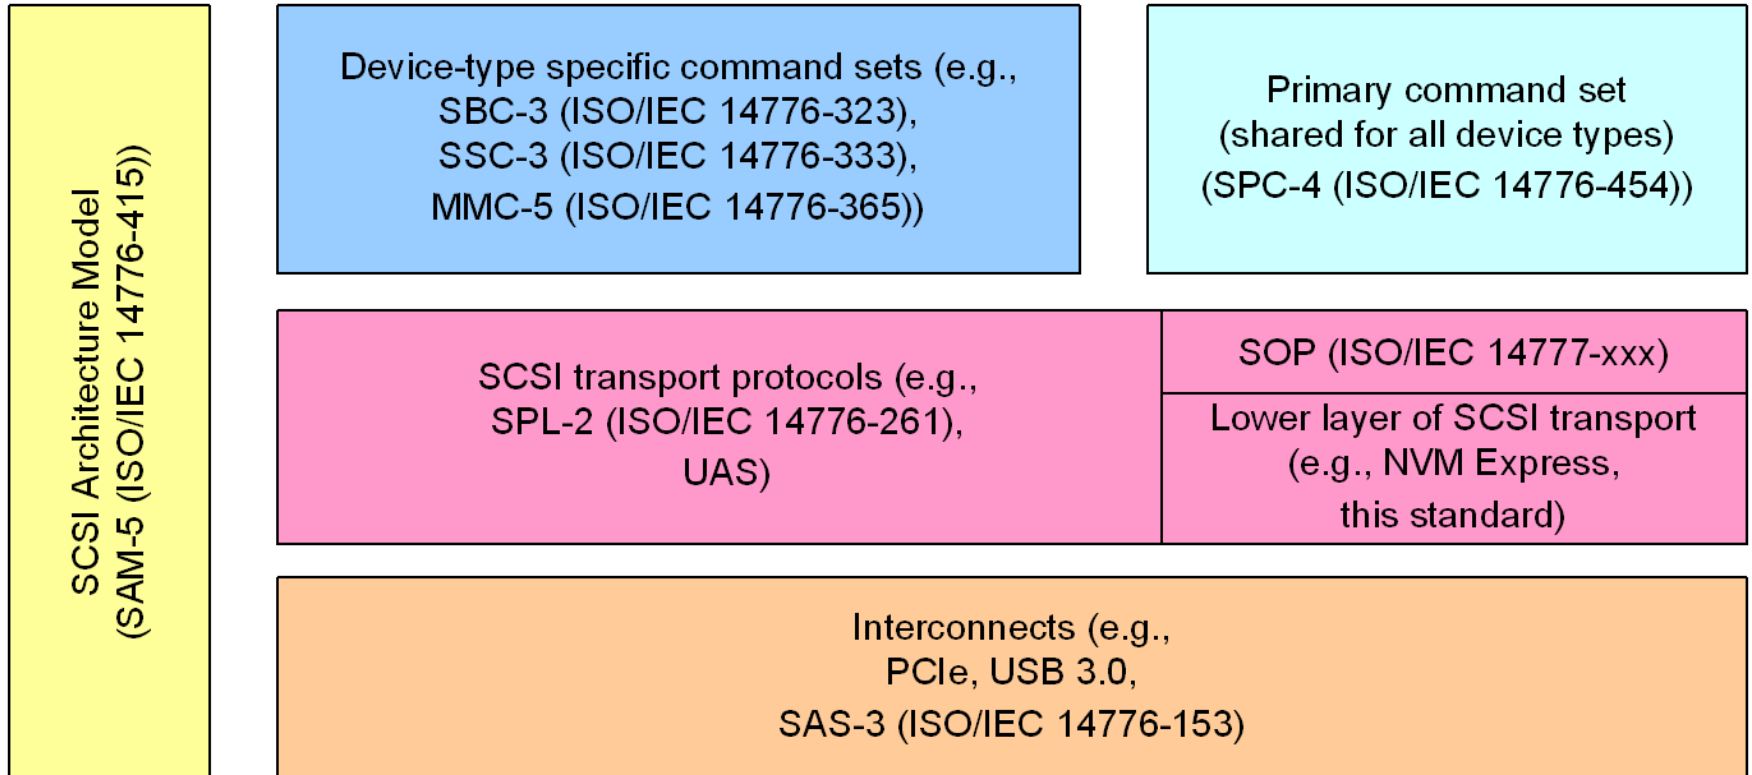 SCSI Architecture Model
(SAM-5 (ISO/IEC 14776-415))
Device-type specific command sets (e.g.,
SBC-3 (ISO/IEC 14776-323),
SSC-3 (ISO/IEC 14776-333),
MMC-5 (ISO/IEC 14776-365))
Primary command set
(shared for all device types)
(SPC-4 (ISO/IEC 14776-454))
SCSI transport protocols (e.g.,
SPL-2 (ISO/IEC 14776-261),
UAS)
SOP (ISO/IEC 14777-xxx)
Lower layer of SCSI transport
(e.g., NVM Express,
this standard)
Interconnects (e.g.,
PCIe, USB 3.0,
SAS-3 (ISO/IEC 14776-153)